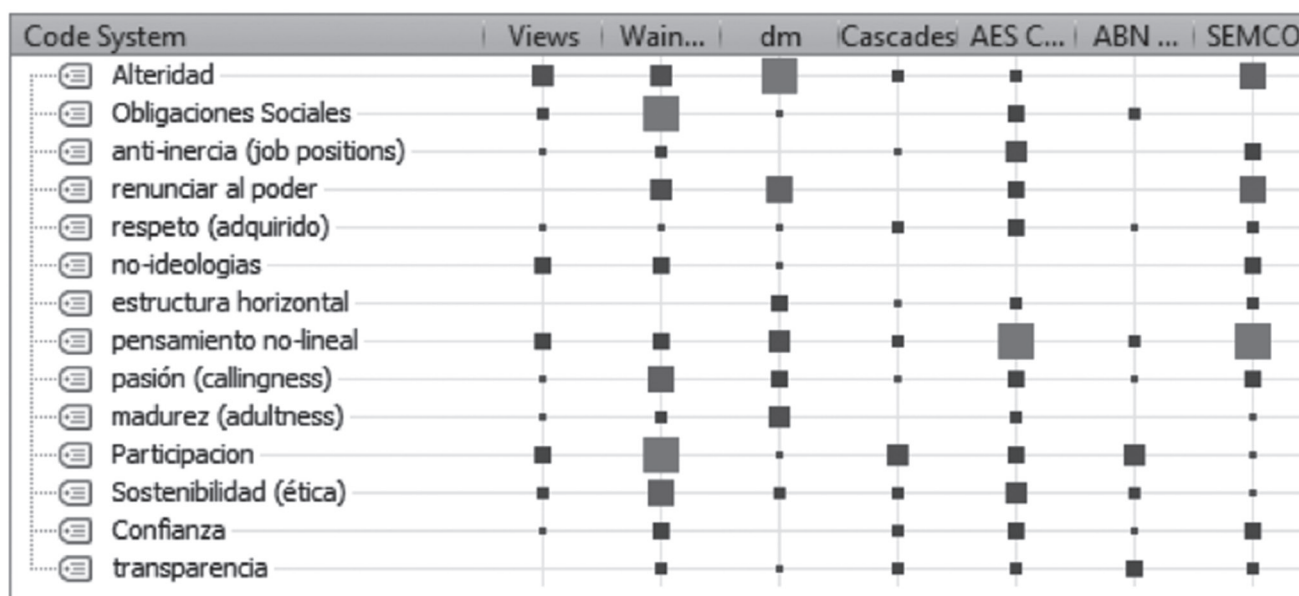 Code System Views Wain... dm Cascades AES C... ABN ... SEMCO
Alteridad
Obligaciones Sociales
anti-inercia (job positions)
renunciar al poder
respeto (adquirido)
no-ideologias
estructura horizontal
pensamiento no-lineal
pasión (callingness)
madurez (adultness)
Participacion
Sostenibilidad (ética)
Confianza
transparencia